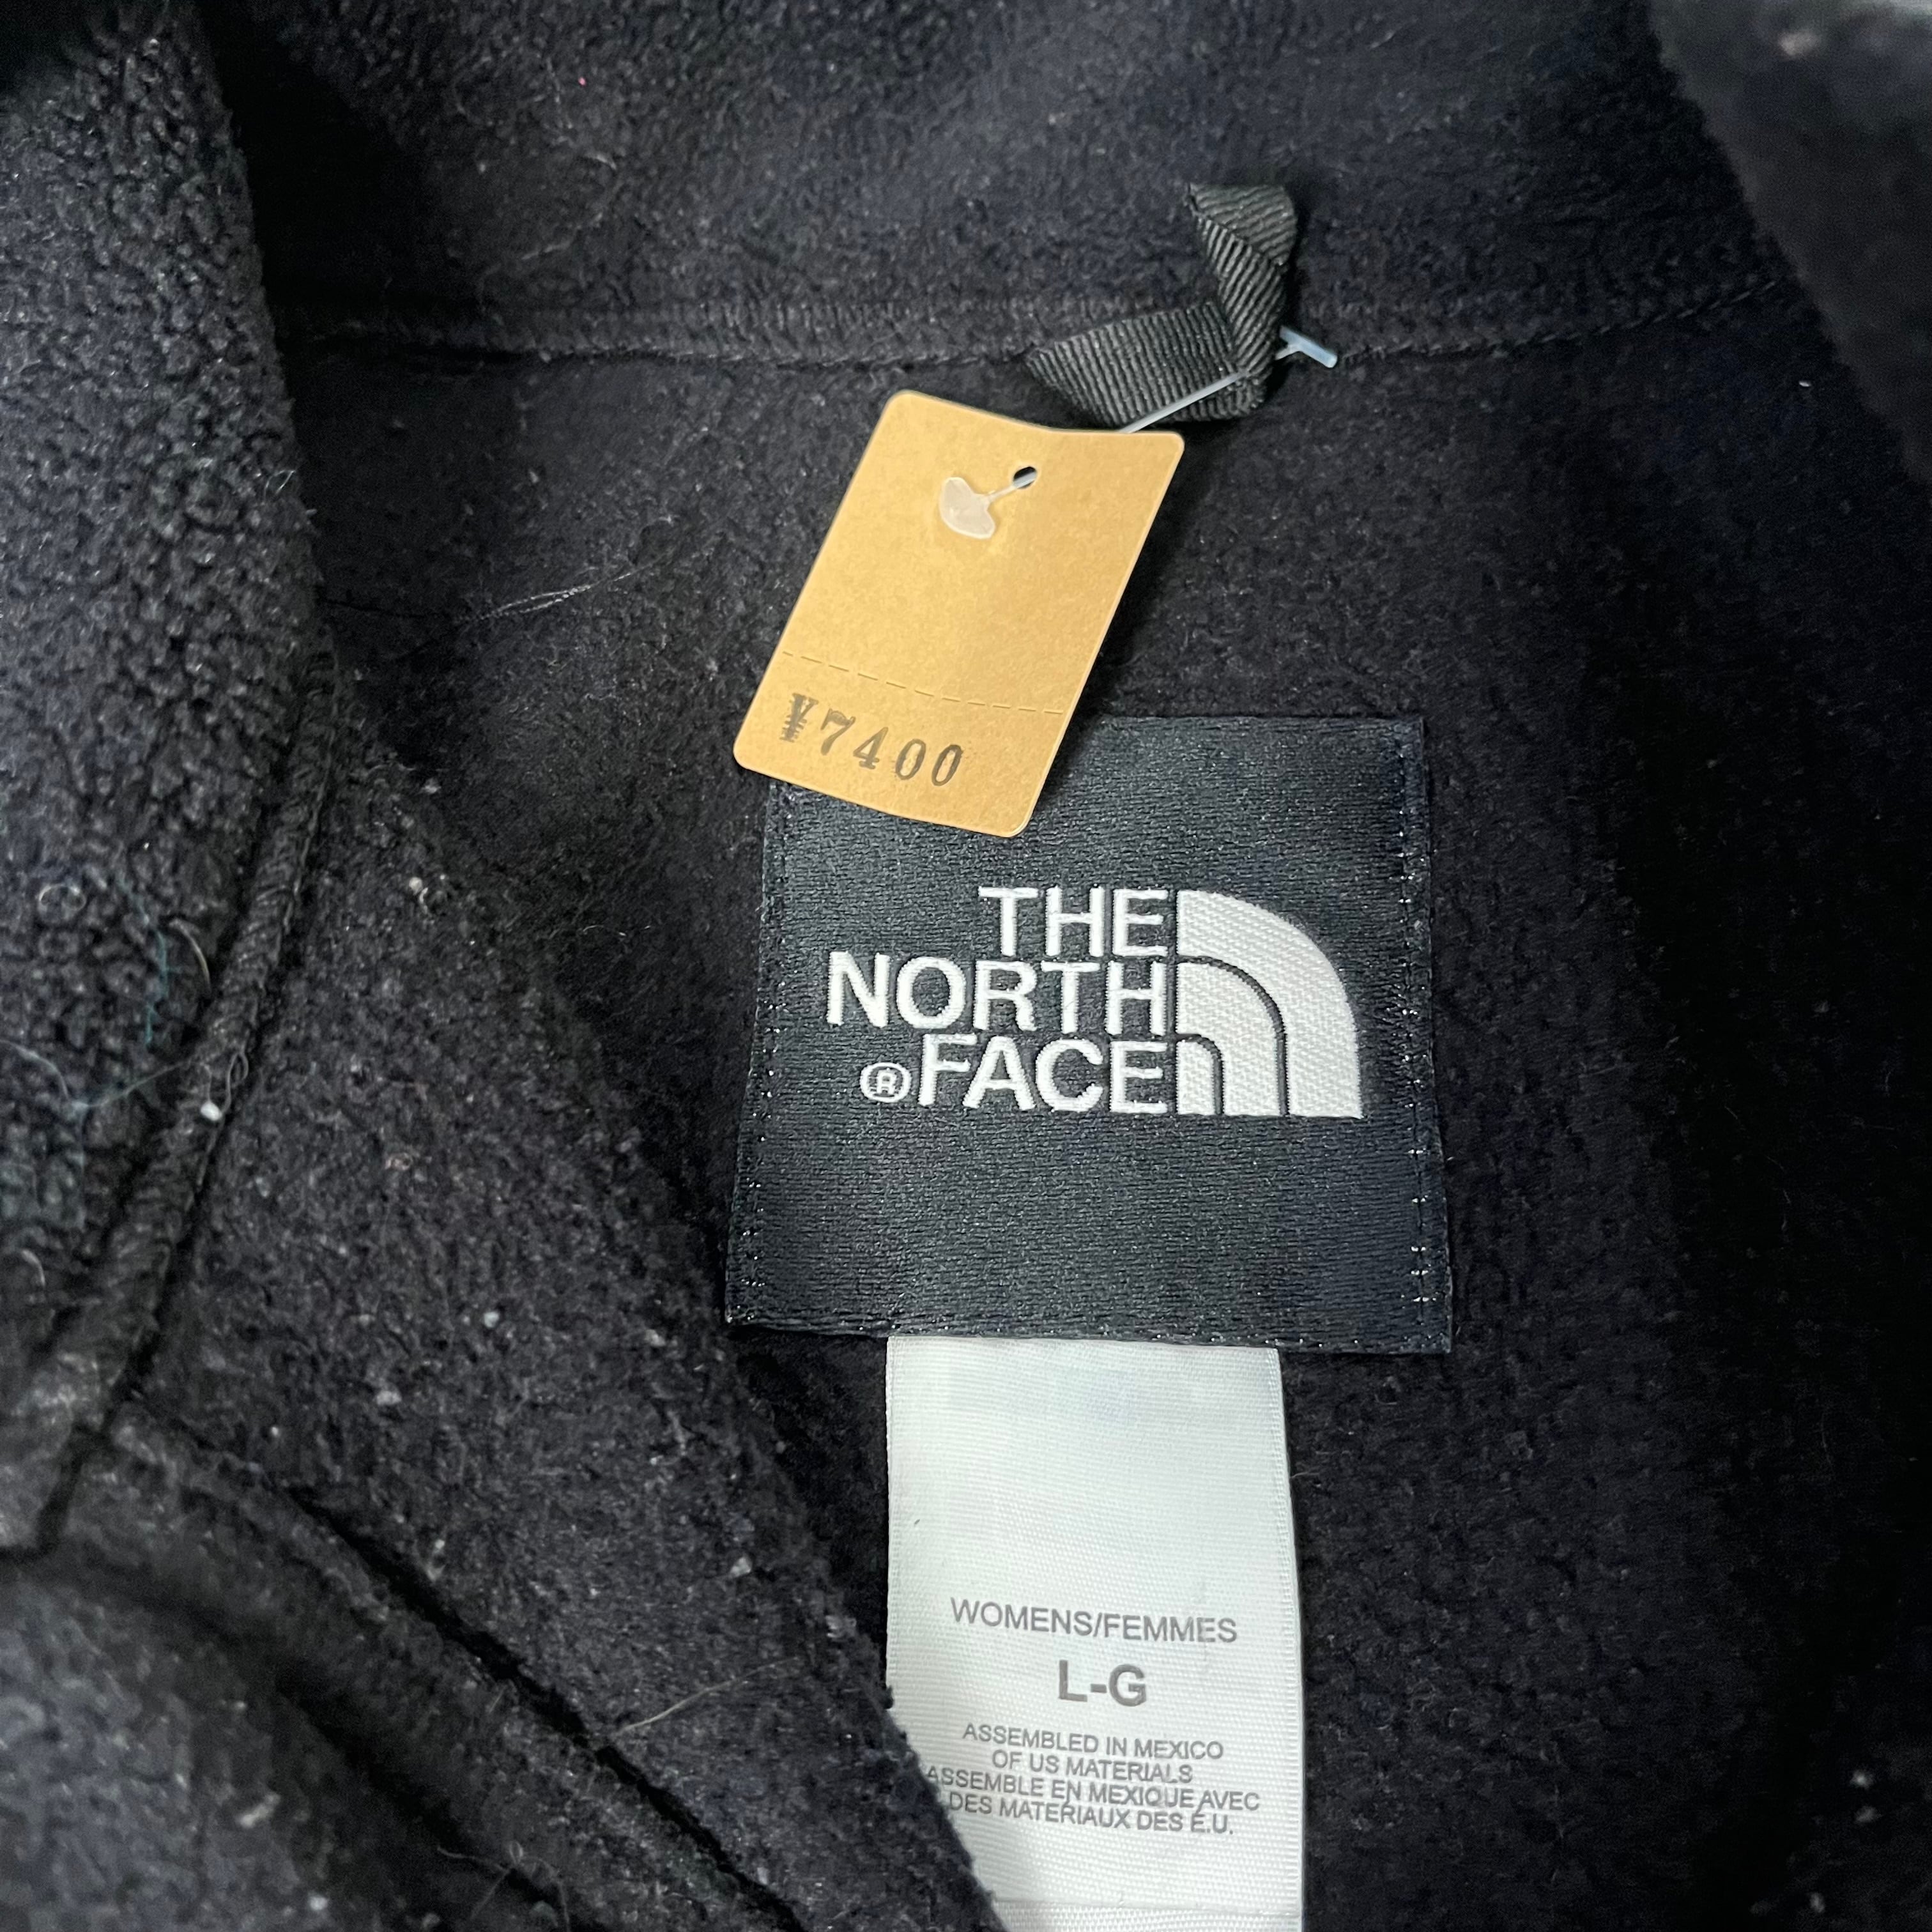 ¥7400
THE
NORTH
®FACE
WOMENS/FEMMES
L-G
ASSEMBLED IN MEXICO
OF US MATERIALS
ASSEMBLE EN MEXIQUE AVEC
DES MATERIAUX DES É.U.